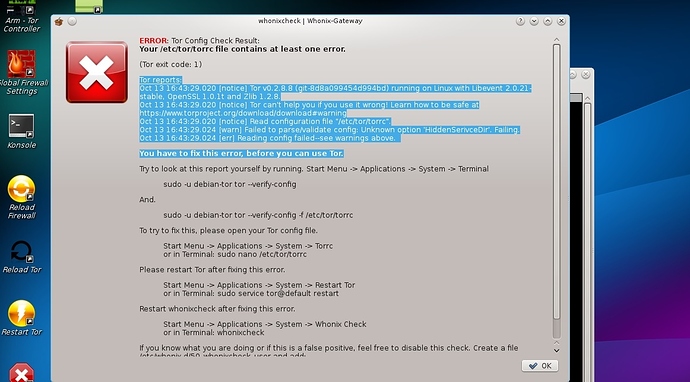 whonixcheck | Whonix-Gateway
Arm - Tor
Controller
Global Firewall
Settings
Konsole
Reload
Firewall
Reload Tor
Restart Tor
ERROR: Tor Config Check Result:
Your /etc/tor/torrc file contains at least one error.
(Tor exit code: 1)
Tor reports:
Oct 13 16:43:29.020 [notice] Tor v0.2.8.8 (git-8d8a099454d994bd) running on Linux with Libevent 2.0.21-
stable, OpenSSL 1.0.1t and Zlib 1.2.8.
Oct 13 16:43:29.020 [notice] Tor can't help you if you use it wrong! Learn how to be safe at
https://www.torproject.org/download/download#warning
Oct 13 16:43:29.020 [notice] Read configuration file "/etc/tor/torrc".
Oct 13 16:43:29.024 [warn] Failed to parse/validate config: Unknown option 'HiddenSerivceDir'. Failing.
Oct 13 16:43:29.024 [err] Reading config failed--see warnings above.
You have to fix this error, before you can use Tor.
Try to look at this report yourself by running. Start Menu -> Applications -> System -> Terminal
sudo -u debian-tor tor --verify-config
And.
sudo -u debian-tor tor --verify-config -f /etc/tor/torrc
To try to fix this, please open your Tor config file.
Start Menu -> Applications -> System -> Torrc
or in Terminal: sudo nano /etc/tor/torrc
Please restart Tor after fixing this error.
Start Menu -> Applications -> System -> Restart Tor
or in Terminal: sudo service tor@default restart
Restart whonixcheck after fixing this error.
Start Menu -> Applications -> System -> Whonix Check
or in Terminal: whonixcheck
If you know what you are doing or if this is a false positive, feel free to disable this check. Create a file
OK